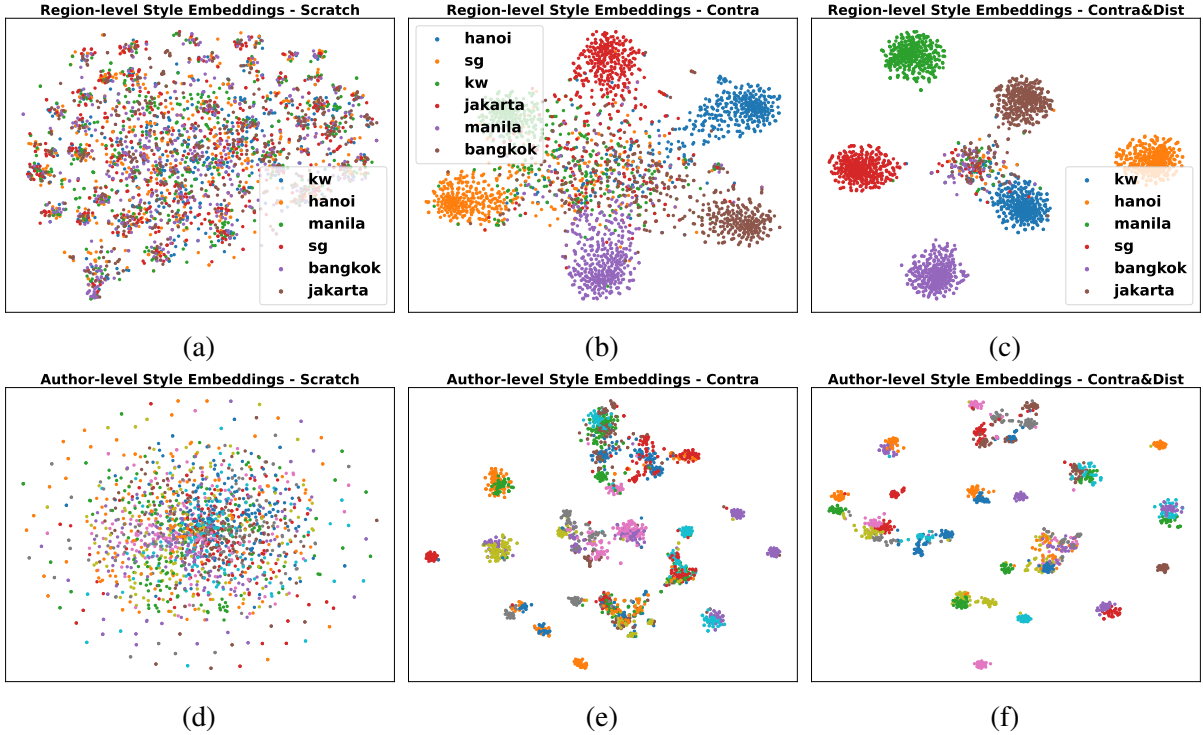 Region-level Style Embeddings - Scratch
kw
hanoi
manila
sg
bangkok
jakarta
(a)
Region-level Style Embeddings - Contra
hanoi
sg
kw
jakarta
manila
bangkok
(b)
Region-level Style Embeddings - Contra&Dist
kw
hanoi
manila
sg
bangkok
jakarta
(c)
Author-level Style Embeddings - Scratch
(d)
Author-level Style Embeddings - Contra
(e)
Author-level Style Embeddings - Contra&Dist
(f)